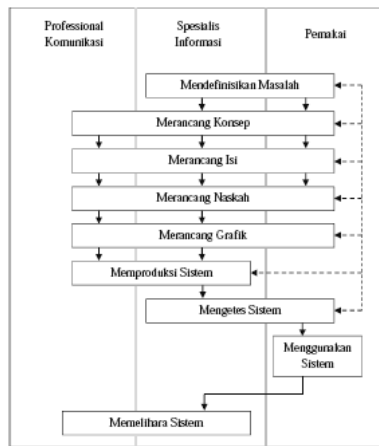 Professional
Komunikasi
Spesialis
Informasi
Pemakai
Mendefinisikan Masalah
Merancang Konsep
Merancang Isi
Merancang Naskah
Merancang Grafik
Memproduksi Sistem
Mengetes Sistem
Menggunakan
Sistem
Memelihara Sistem